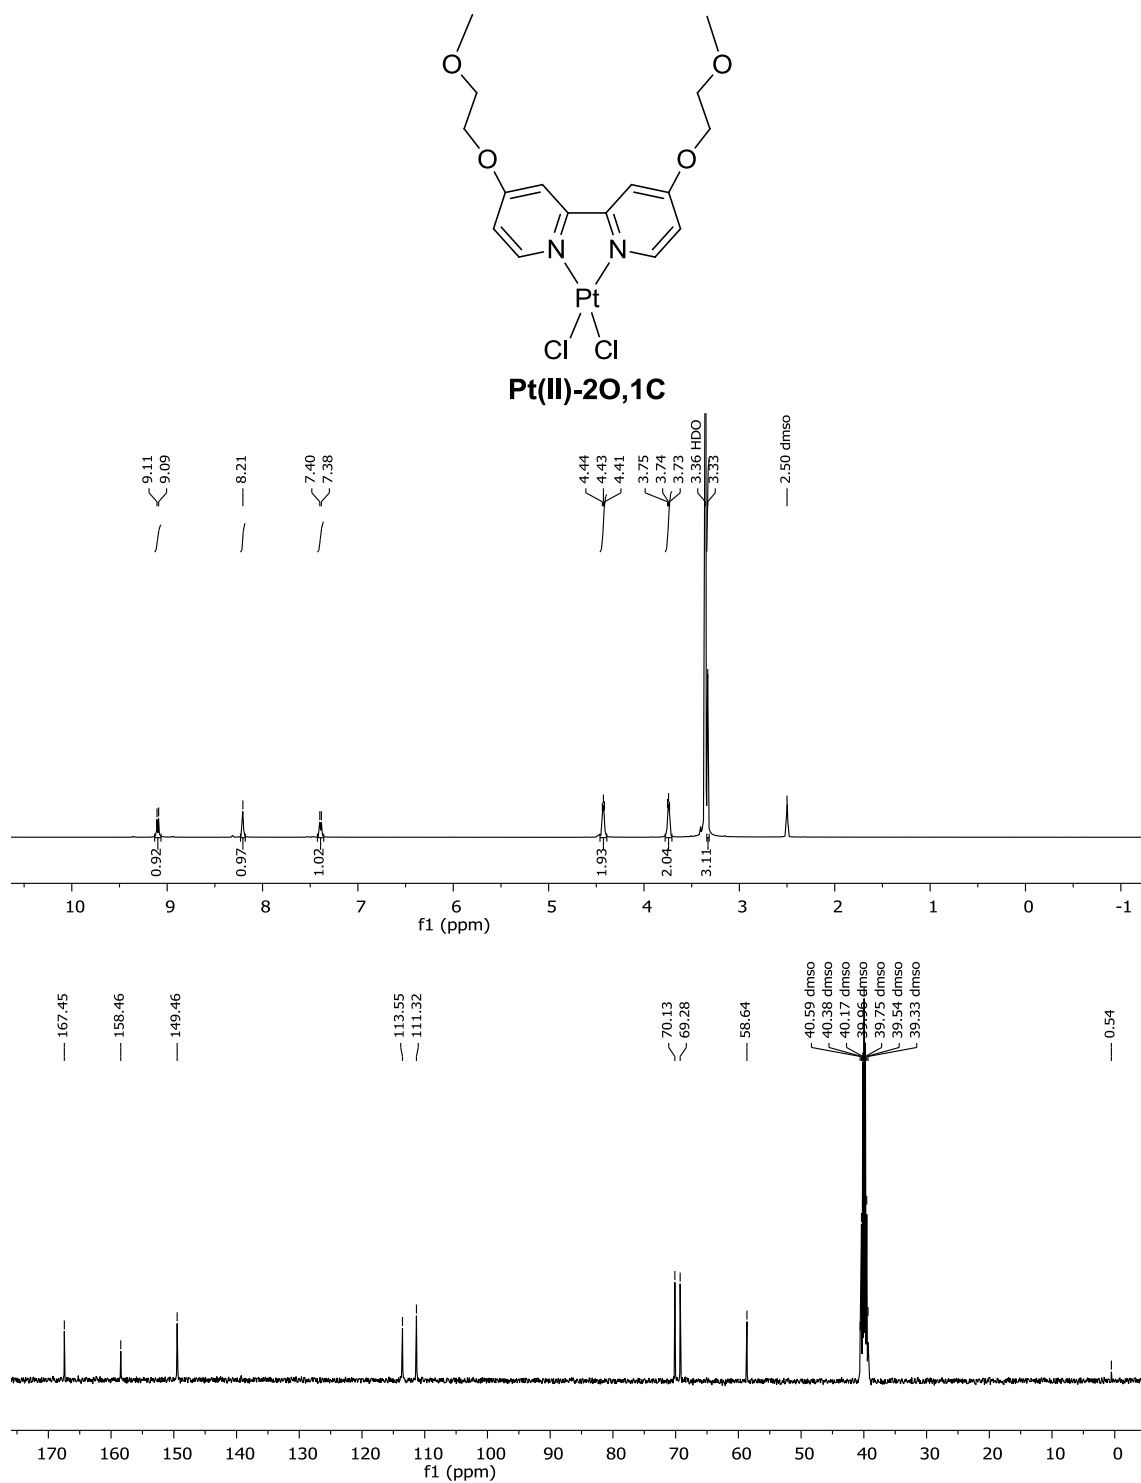 O O
O O
N N
Pt
Cl Cl
Pt(II)-2O,1C
9.11
9.09
8.21
7.40
7.38
4.44
4.43
4.41
3.75
3.74
3.73
3.36 HDO
3.33
2.50 dmso
0.92
0.97
1.02
1.93
2.04
3.11
10 9 8 7 6 5 4 3 2 1 0 -1
f1 (ppm)
167.45
158.46
149.46
113.55
111.32
70.13
69.28
58.64
40.59 dmso
40.38 dmso
40.17 dmso
39.96 dmso
39.75 dmso
39.54 dmso
39.33 dmso
0.54
170 160 150 140 130 120 110 100 90 80 70 60 50 40 30 20 10 0
f1 (ppm)